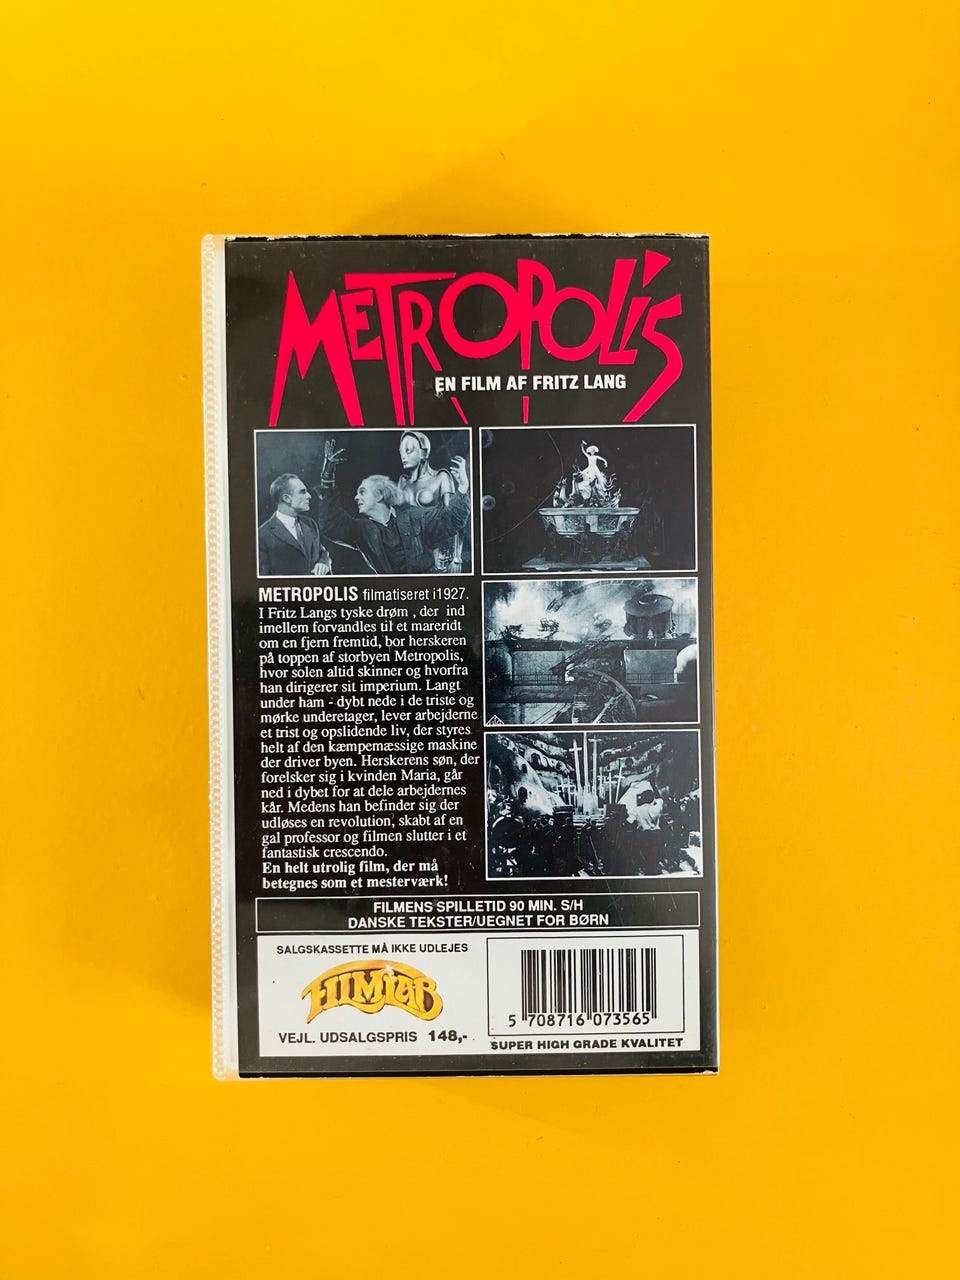 METROPOLIS
EN FILM AF FRITZ LANG
METROPOLIS filmatiseret i1927.
I Fritz Langs tyske drøm , der ind
imellem forvandles til et mareridt
om en fjern fremtid, bor herskeren
på toppen af storbyen Metropolis,
hvor solen altid skinner og hvorfra
han dirigerer sit imperium. Langt
under ham - dybt nede i de triste og
mørke underetager, lever arbejderne
et trist og opslidende liv, der styres
helt af den kæmpemæssige maskine
der driver byen. Herskerens søn, der
forelsker sig i kvinden Maria, går
ned i dybet for at dele arbejdernes
kår. Medens han befinder sig der
udløses en revolution, skabt af en
gal professor og filmen slutter i et
fantastisk crescendo.
En helt utrolig film, der må
betegnes som et mesterværk!
FILMENS SPILLETID 90 MIN. S/H
DANSKE TEKSTER/UEGNET FOR BØRN
SALGSKASSETTE MÅ IKKE UDLEJES
FILMLAB
VEJL. UDSALGSPRIS 148,-
5 708716 073565
SUPER HIGH GRADE KVALITET